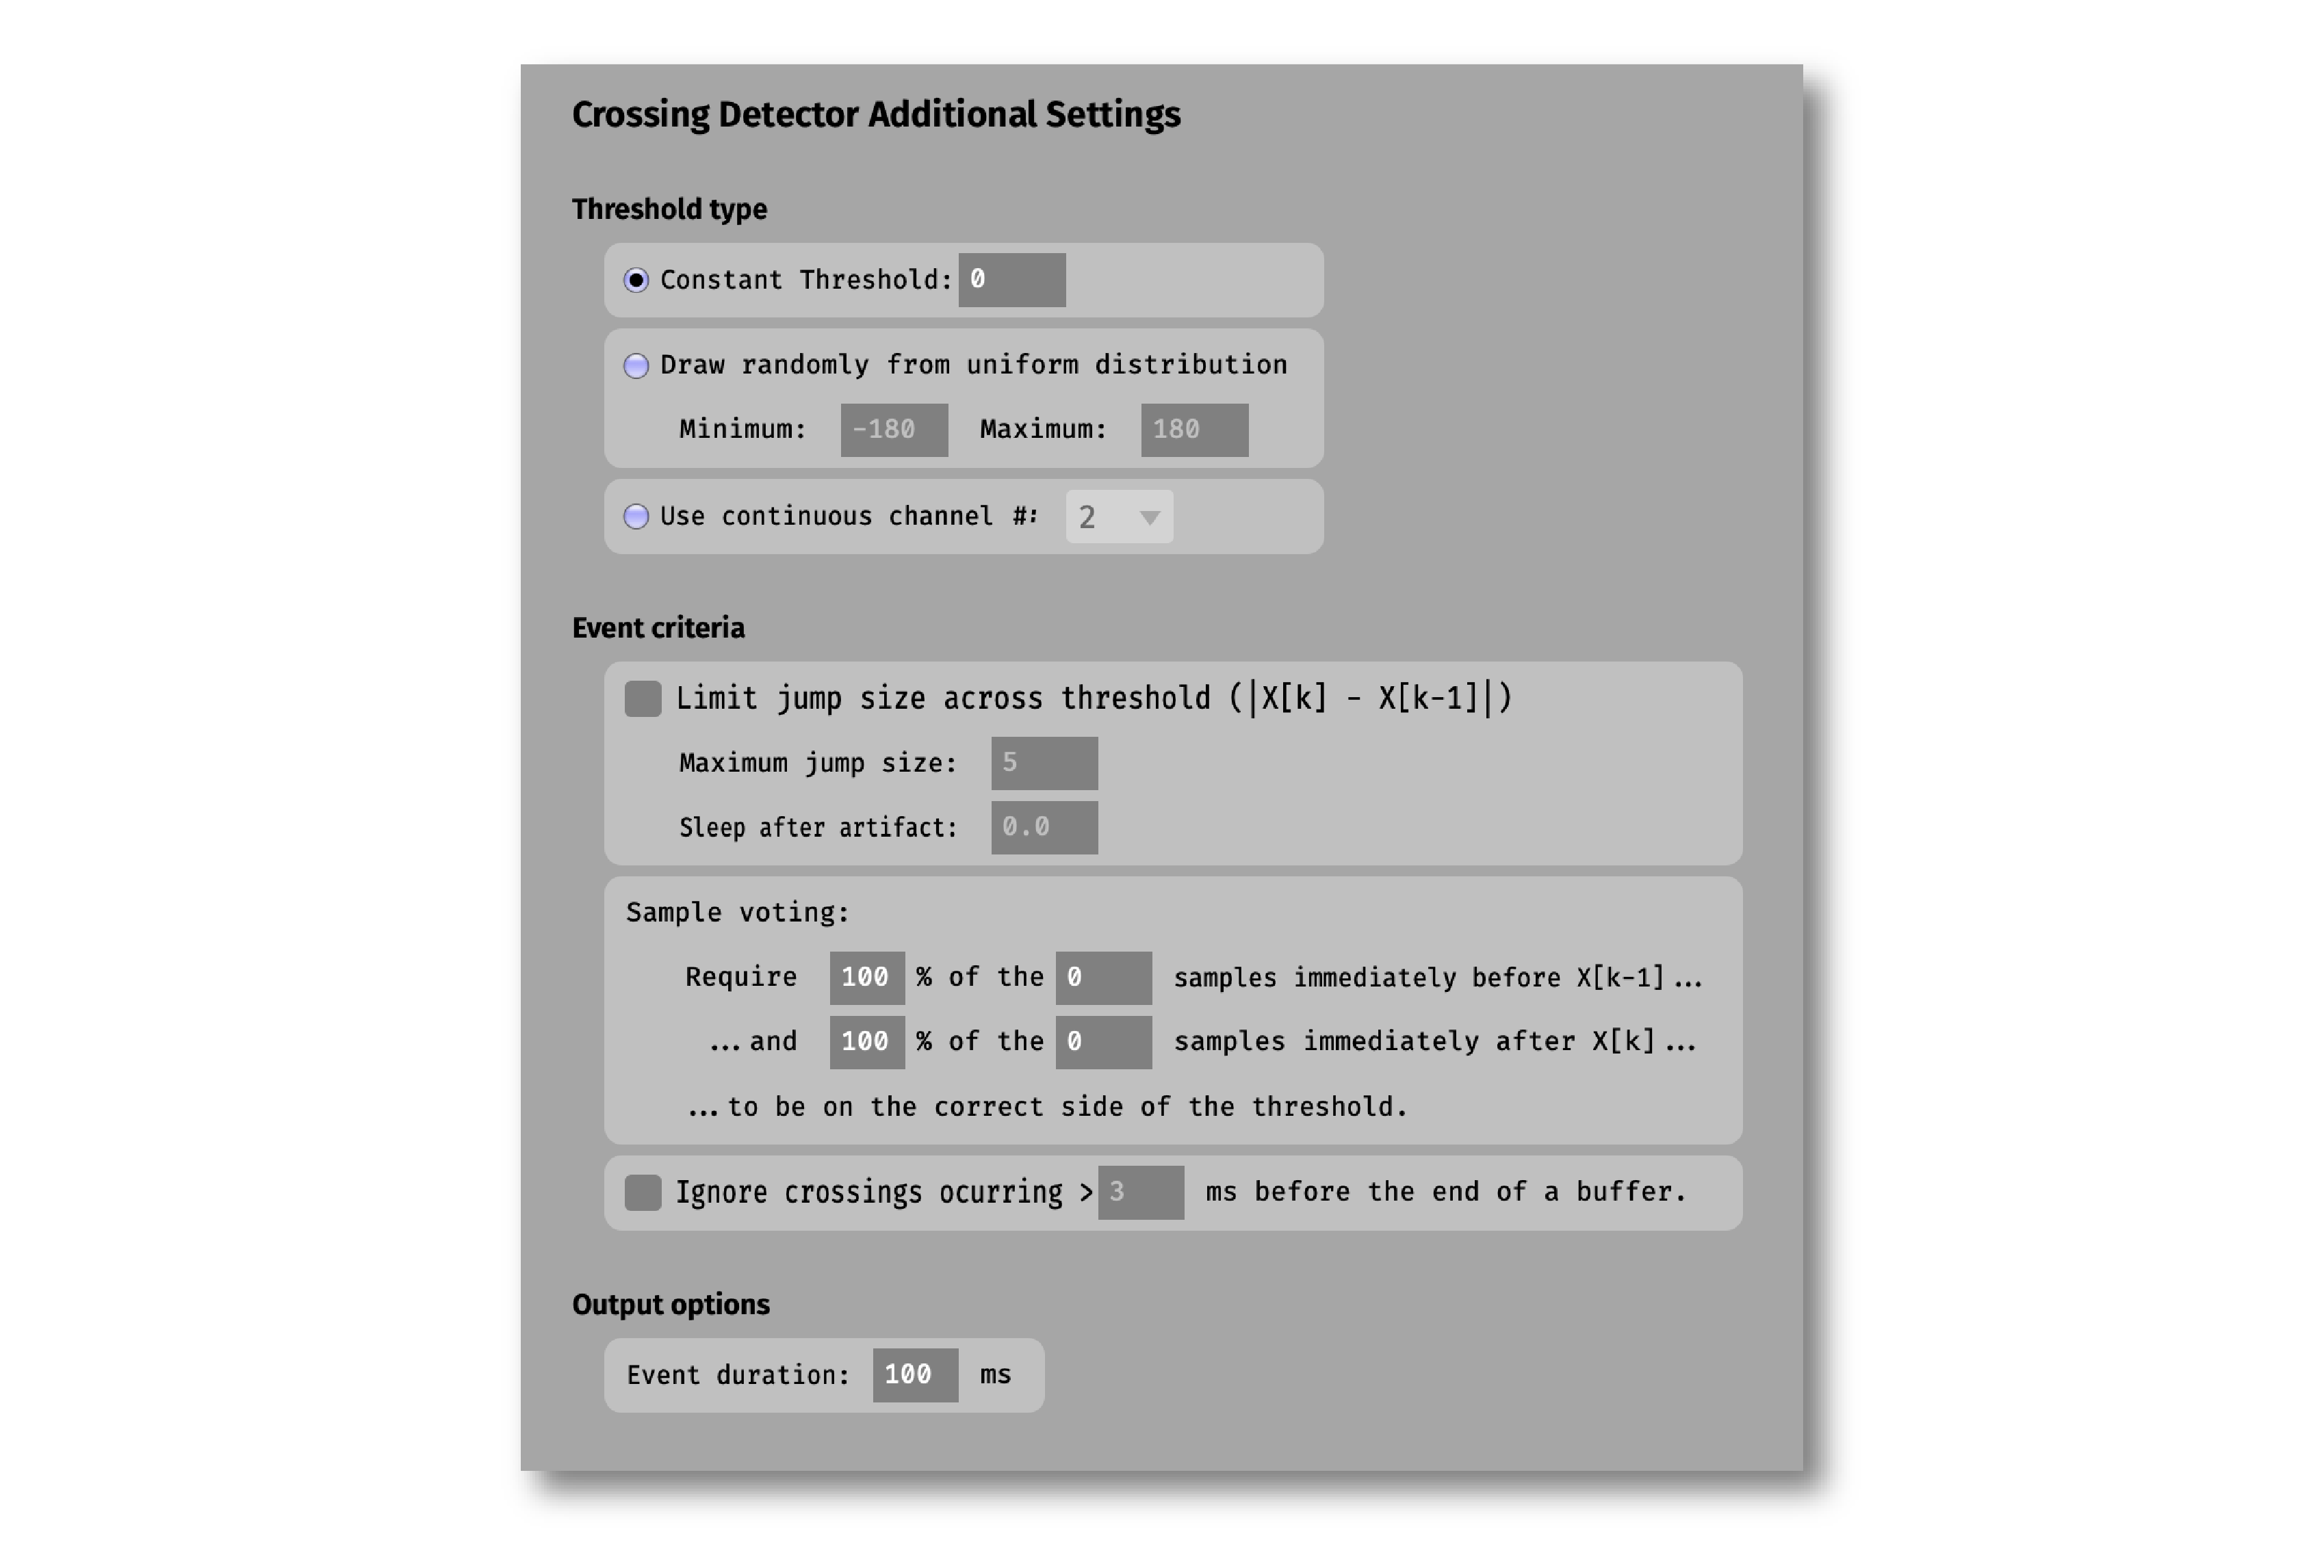 Crossing Detector Additional Settings
Threshold type
Constant Threshold: 0
Draw randomly from uniform distribution
Minimum: -180 Maximum: 180
Use continuous channel #: 2
Event criteria
Limit jump size across threshold (|X[k] - X[k-1]|)
Maximum jump size: 5
Sleep after artifact: 0.0
Sample voting:
Require 100 % of the 0 samples immediately before X[k-1]...
...and 100 % of the 0 samples immediately after X[k]...
...to be on the correct side of the threshold.
Ignore crossings ocurring > 3 ms before the end of a buffer.
Output options
Event duration: 100 ms